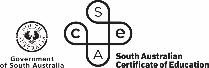 S
C e
A
Government
of South Australia
South Australian
Certificate of Education